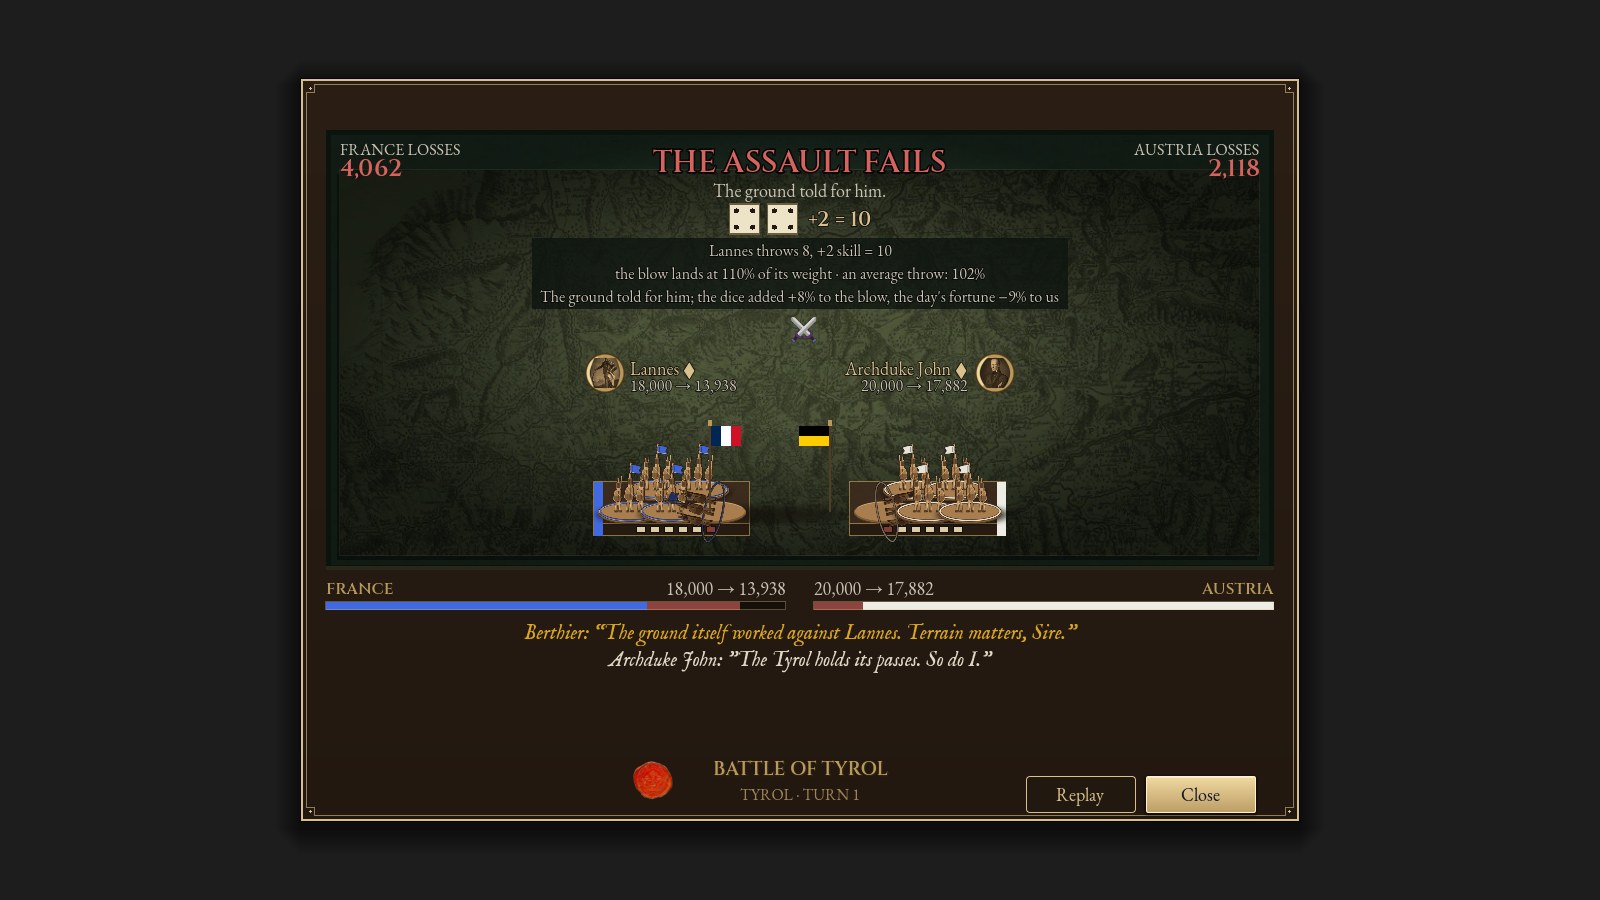 FRANCE LOSSES
4,062
THE ASSAULT FAILS
AUSTRIA LOSSES
2,118
The ground told for him.
+2 = 10
Lannes throws 8, +2 skill = 10
the blow lands at 110% of its weight · an average throw: 102%
The ground told for him; the dice added +8% to the blow, the day's fortune −9% to us
Lannes
18,000 → 13,938
Archduke John
20,000 → 17,882
FRANCE
18,000 → 13,938
20,000 → 17,882
AUSTRIA
Berthier: “The ground itself worked against Lannes. Terrain matters, Sire.”
Archduke John: ”The Tyrol holds its passes. So do I.”
BATTLE OF TYROL
TYROL · TURN 1
Replay
Close